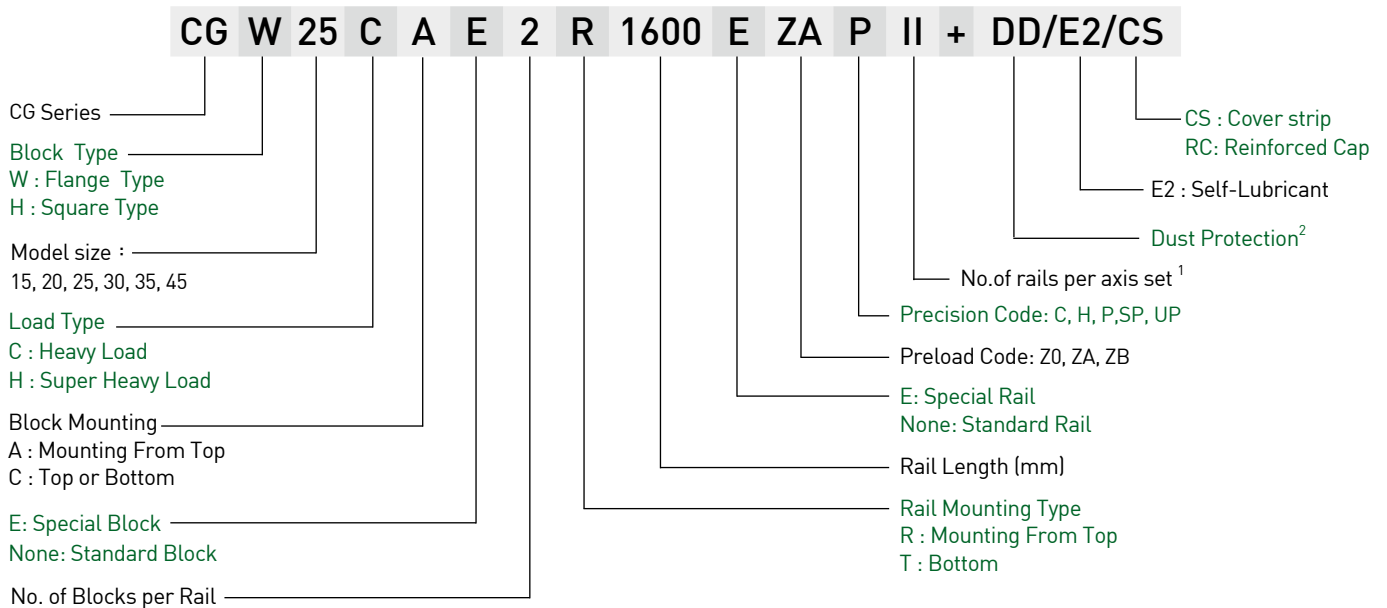 CG W 25 C A E 2 R 1600 E ZA P II + DD/E2/CS
CG Series
Block Type
W : Flange Type
H : Square Type
Model size :
15, 20, 25, 30, 35, 45
Load Type
C : Heavy Load
H : Super Heavy Load
Block Mounting
A : Mounting From Top
C : Top or Bottom
E: Special Block
None: Standard Block
No. of Blocks per Rail
CS : Cover strip
RC: Reinforced Cap
E2 : Self-Lubricant
Dust Protection²
No.of rails per axis set ¹
Precision Code: C, H, P,SP, UP
Preload Code: Z0, ZA, ZB
E: Special Rail
None: Standard Rail
Rail Length (mm)
Rail Mounting Type
R : Mounting From Top
T : Bottom